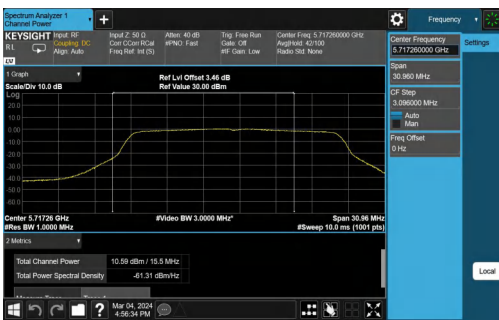 Spectrum Analyzer 1
Channel Power
+
Frequency
KEYSIGHT
RL
LXI
Input: RF
Coupling: DC
Align: Auto
Input Z: 50 Ω
Corr CCorr RCal
Freq Ref: Int (S)
Atten: 40 dB
#PNO: Fast
Trig: Free Run
Gate: Off
#IF Gain: Low
Center Freq: 5.717260000 GHz
Avg|Hold: 42/100
Radio Std: None
Center Frequency
5.717260000 GHz
Settings
Span
30.960 MHz
CF Step
3.096000 MHz
Auto
Man
Freq Offset
0 Hz
1 Graph
Scale/Div 10.0 dB
Ref Lvl Offset 3.46 dB
Ref Value 30.00 dBm
Log
20.0
10.0
0.00
-10.0
-20.0
-30.0
-40.0
-50.0
-60.0
Center 5.71726 GHz
#Res BW 1.0000 MHz
#Video BW 3.0000 MHz*
Span 30.96 MHz
#Sweep 10.0 ms (1001 pts)
2 Metrics
Total Channel Power 10.59 dBm / 15.5 MHz
Total Power Spectral Density -61.31 dBm/Hz
Local
?
Mar 04, 2024
4:56:34 PM